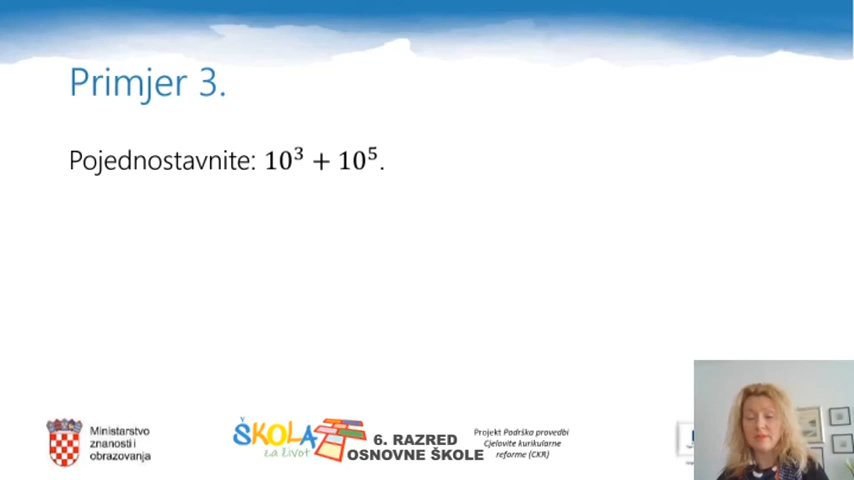 Primjer 3.
Pojednostavnite: 10³ + 10⁵.
Ministarstvo
znanosti i
obrazovanja
ŠKOLA
za život
6. RAZRED
OSNOVNE ŠKOLE
Projekt Podrška provedbi
Cjelovite kurikularne
reforme (CKR)